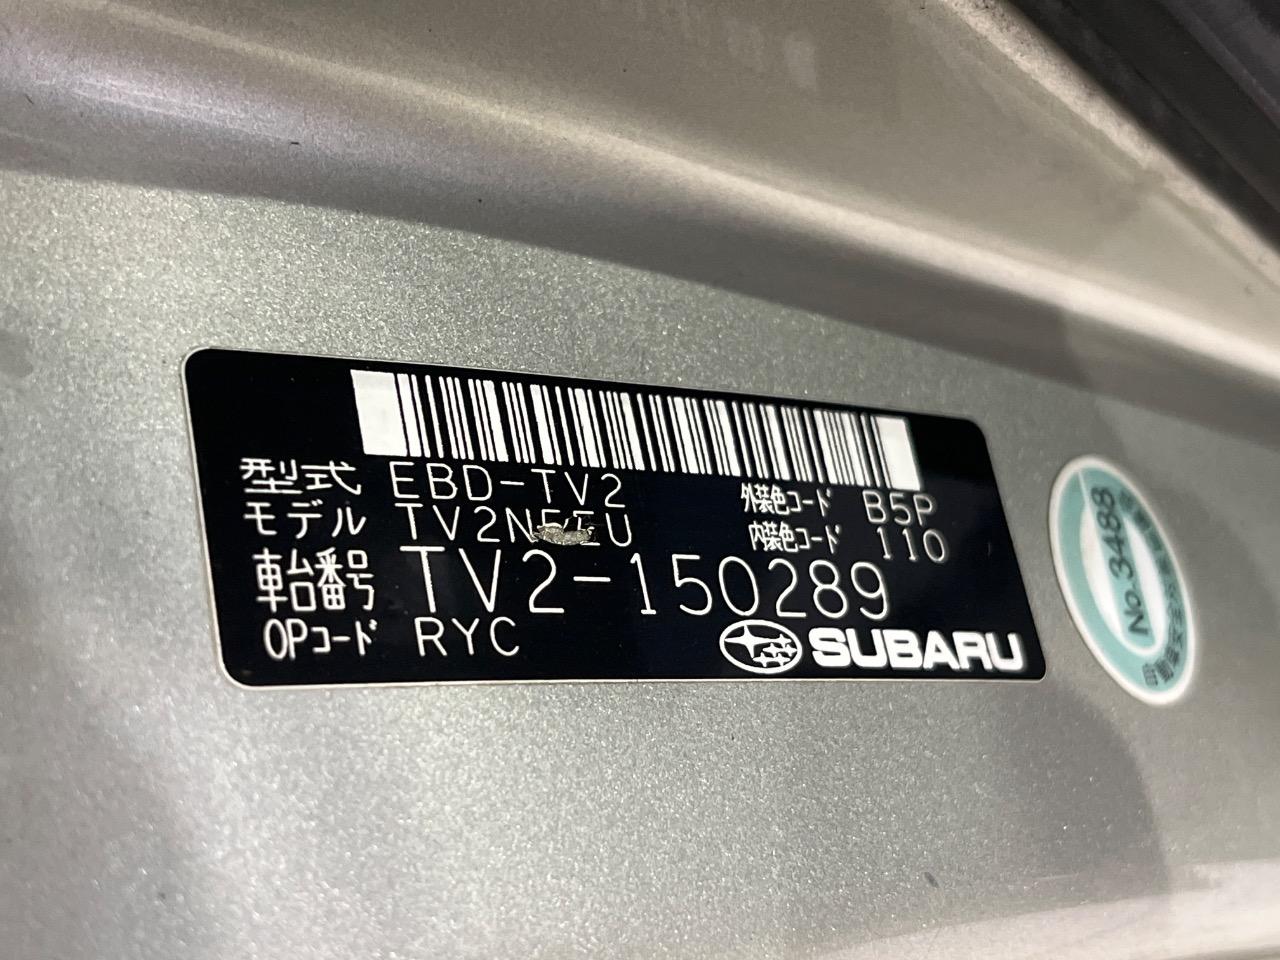 型式 EBD-TV2
外装色コード B5P
モデル
内装色コード 110
車台番号 TV2-150289
OPコード RYC
SUBARU
No.3488